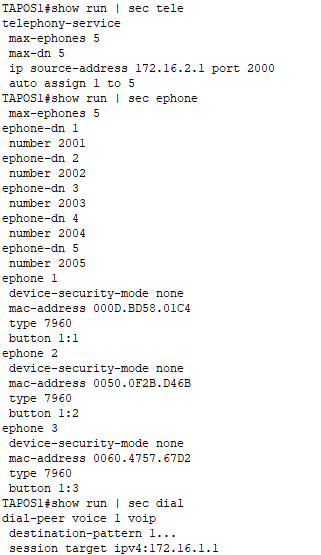 TAPOS1#show run | sec tele
telephony-service
 max-ephones 5
 max-dn 5
 ip source-address 172.16.2.1 port 2000
 auto assign 1 to 5
TAPOS1#show run | sec ephone
 max-ephones 5
ephone-dn 1
 number 2001
ephone-dn 2
 number 2002
ephone-dn 3
 number 2003
ephone-dn 4
 number 2004
ephone-dn 5
 number 2005
ephone 1
 device-security-mode none
 mac-address 000D.BD58.01C4
 type 7960
 button 1:1
ephone 2
 device-security-mode none
 mac-address 0050.0F2B.D46B
 type 7960
 button 1:2
ephone 3
 device-security-mode none
 mac-address 0060.4757.67D2
 type 7960
 button 1:3
TAPOS1#show run | sec dial
dial-peer voice 1 voip
 destination-pattern 1...
 session target ipv4:172.16.1.1